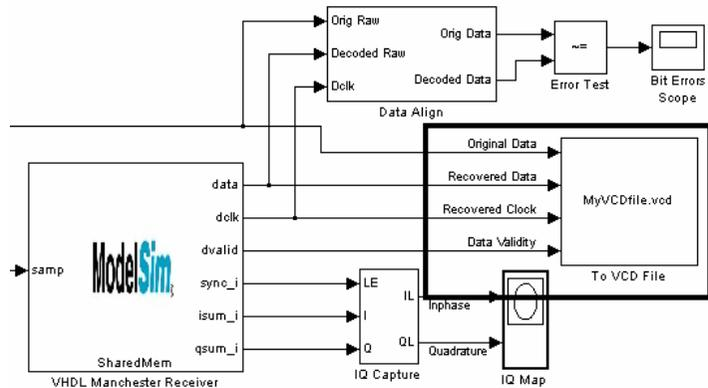 Orig Raw
Orig Data
Decoded Raw
Decoded Data
Dclk
Data Align
~=
Error Test
Bit Errors
Scope
Original Data
Recovered Data
Recovered Clock
Data Validity
MyVCDfile.vcd
To VCD File
samp
ModelSim
data
dclk
dvalid
sync_i
isum_i
qsum_i
SharedMem
VHDL Manchester Receiver
LE
I
Q
IL
QL
IQ Capture
Inphase
Quadrature
IQ Map